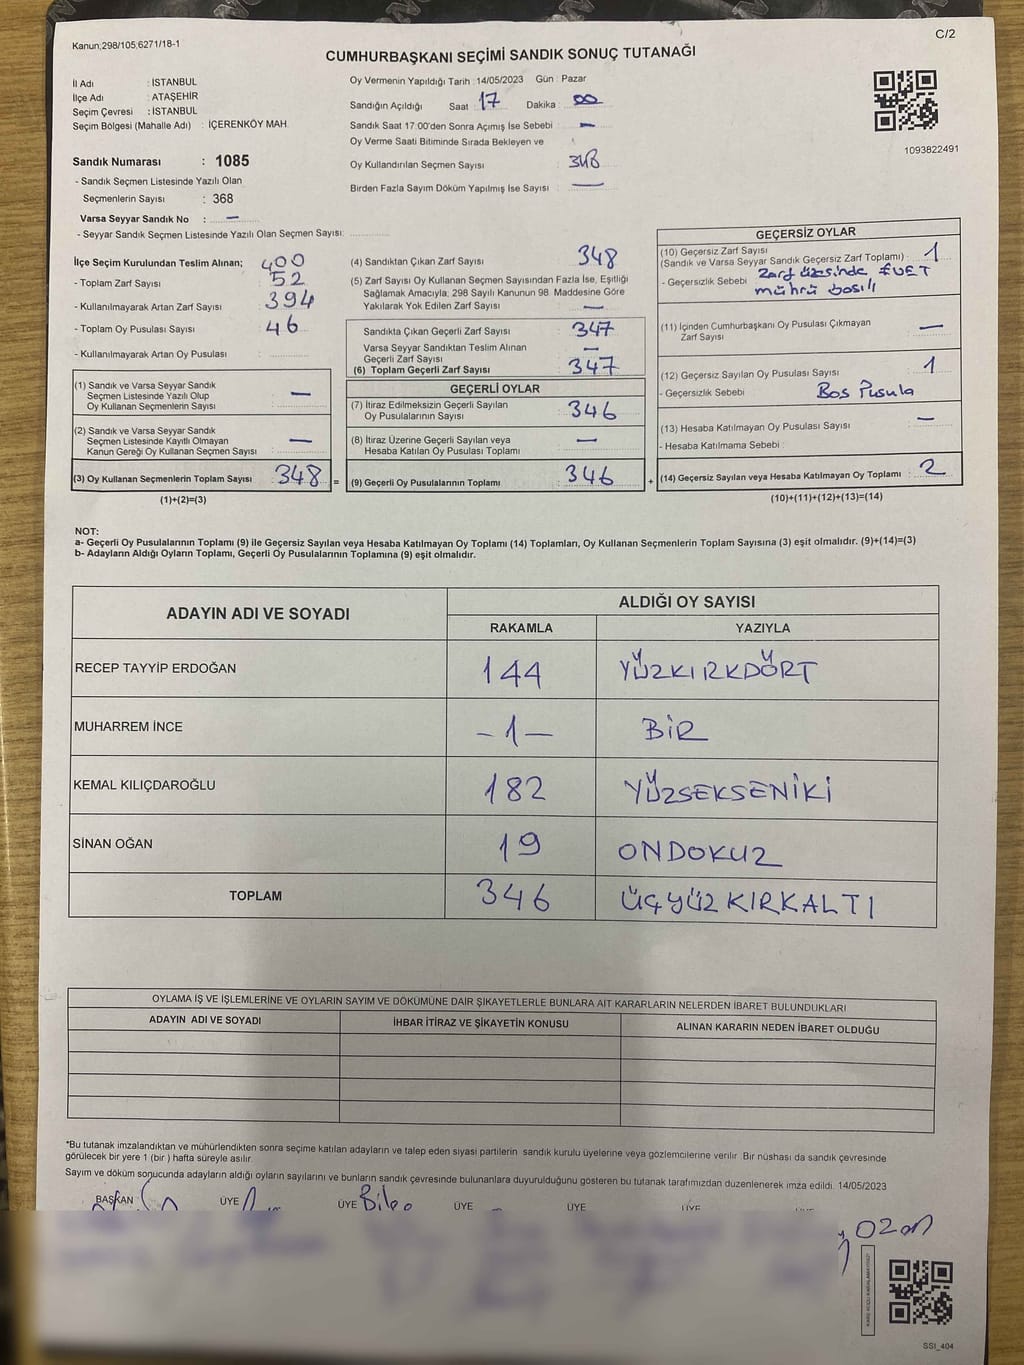 Kanun;298/105;6271/18-1
C/2
CUMHURBAŞKANI SEÇİMİ SANDIK SONUÇ TUTANAĞI
İl Adı : İSTANBUL
İlçe Adı : ATAŞEHİR
Seçim Çevresi : İSTANBUL
Seçim Bölgesi (Mahalle Adı) : İÇERENKÖY MAH.
Sandık Numarası : 1085
- Sandık Seçmen Listesinde Yazılı Olan
Seçmenlerin Sayısı : 368
Varsa Seyyar Sandık No : —
- Seyyar Sandık Seçmen Listesinde Yazılı Olan Seçmen Sayısı:
Oy Vermenin Yapıldığı Tarih : 14/05/2023 Gün : Pazar
Sandığın Açıldığı Saat : 17 Dakika : 00
Sandık Saat 17:00'den Sonra Açımış İse Sebebi : —
Oy Verme Saati Bitiminde Sırada Bekleyen ve
Oy Kullandırılan Seçmen Sayısı : 348
Birden Fazla Sayım Döküm Yapılmış İse Sayısı : —
1093822491
İlçe Seçim Kurulundan Teslim Alınan; 400
- Toplam Zarf Sayısı : 52
- Kullanılmayarak Artan Zarf Sayısı : 394
- Toplam Oy Pusulası Sayısı : 46
- Kullanılmayarak Artan Oy Pusulası :
(1) Sandık ve Varsa Seyyar Sandık
Seçmen Listesinde Yazılı Olup
Oy Kullanan Seçmenlerin Sayısı : —
(2) Sandık ve Varsa Seyyar Sandık
Seçmen Listesinde Kayıtlı Olmayan
Kanun Gereği Oy Kullanan Seçmen Sayısı : —
(3) Oy Kullanan Seçmenlerin Toplam Sayısı : 348 =
(1)+(2)=(3)
(4) Sandıktan Çıkan Zarf Sayısı : 348
(5) Zarf Sayısı Oy Kullanan Seçmen Sayısından Fazla İse, Eşitliği
Sağlamak Amacıyla; 298 Sayılı Kanunun 98. Maddesine Göre
Yakılarak Yok Edilen Zarf Sayısı : —
Sandıkta Çıkan Geçerli Zarf Sayısı : 347
Varsa Seyyar Sandıktan Teslim Alınan
Geçerli Zarf Sayısı : —
(6) Toplam Geçerli Zarf Sayısı : 347
GEÇERLİ OYLAR
(7) İtiraz Edilmeksizin Geçerli Sayılan
Oy Pusulalarının Sayısı : 346
(8) İtiraz Üzerine Geçerli Sayılan veya
Hesaba Katılan Oy Pusulası Toplamı : —
(9) Geçerli Oy Pusulalarının Toplamı : 346 +
GEÇERSİZ OYLAR
(10) Geçersiz Zarf Sayısı
(Sandık ve Varsa Seyyar Sandık Geçersiz Zarf Toplamı) : 1
- Geçersizlik Sebebi : Zarf üzerinde EVET
mührü basılı
(11) İçinden Cumhurbaşkanı Oy Pusulası Çıkmayan
Zarf Sayısı : —
(12) Geçersiz Sayılan Oy Pusulası Sayısı : 1
- Geçersizlik Sebebi : Bos Pusula
(13) Hesaba Katılmayan Oy Pusulası Sayısı : —
- Hesaba Katılmama Sebebi :
(14) Geçersiz Sayılan veya Hesaba Katılmayan Oy Toplamı : 2
(10)+(11)+(12)+(13)=(14)
NOT:
a- Geçerli Oy Pusulalarının Toplamı (9) ile Geçersiz Sayılan veya Hesaba Katılmayan Oy Toplamı (14) Toplamları, Oy Kullanan Seçmenlerin Toplam Sayısına (3) eşit olmalıdır. (9)+(14)=(3)
b- Adayların Aldığı Oyların Toplamı, Geçerli Oy Pusulalarının Toplamına (9) eşit olmalıdır.
ADAYIN ADI VE SOYADI ALDIĞI OY SAYISI
RAKAMLA YAZIYLA
RECEP TAYYİP ERDOĞAN 144 YÜZKIRKDÖRT
MUHARREM İNCE -1- BİR
KEMAL KILIÇDAROĞLU 182 YÜZSEKSENİKİ
SİNAN OĞAN 19 ONDOKUZ
TOPLAM 346 ÜÇYÜZKIRKALTI
OYLAMA İŞ VE İŞLEMLERİNE VE OYLARIN SAYIM VE DÖKÜMÜNE DAİR ŞİKAYETLERLE BUNLARA AİT KARARLARIN NELERDEN İBARET BULUNDUKLARI
ADAYIN ADI VE SOYADI İHBAR İTİRAZ VE ŞİKAYETİN KONUSU ALINAN KARARIN NEDEN İBARET OLDUĞU
*Bu tutanak imzalandıktan ve mühürlendikten sonra seçime katılan adayların ve talep eden siyasi partilerin sandık kurulu üyelerine veya gözlemcilerine verilir. Bir nüshası da sandık çevresinde
görülecek bir yere 1 (bir ) hafta süreyle asılır.
Sayım ve döküm sonucunda adayların aldığı oyların sayılarını ve bunların sandık çevresinde bulunanlara duyurulduğunu gösteren bu tutanak tarafımızdan düzenlenerek imza edildi. 14/05/2023
BAŞKAN ÜYE ÜYE ÜYE ÜYE ÜYE
SSI_404